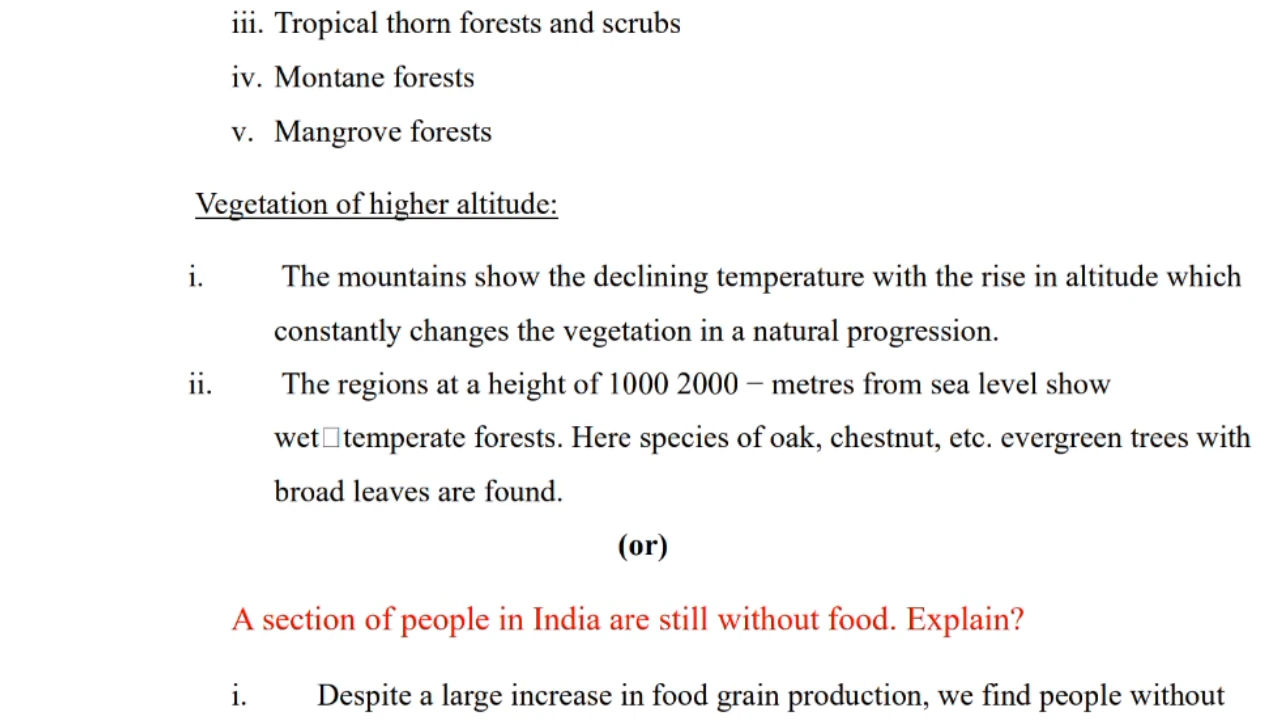 iii. Tropical thorn forests and scrubs
iv. Montane forests
v. Mangrove forests
Vegetation of higher altitude:
i. The mountains show the declining temperature with the rise in altitude which
constantly changes the vegetation in a natural progression.
ii. The regions at a height of 1000 2000 − metres from sea level show
wet□temperate forests. Here species of oak, chestnut, etc. evergreen trees with
broad leaves are found.
(or)
A section of people in India are still without food. Explain?
i. Despite a large increase in food grain production, we find people without